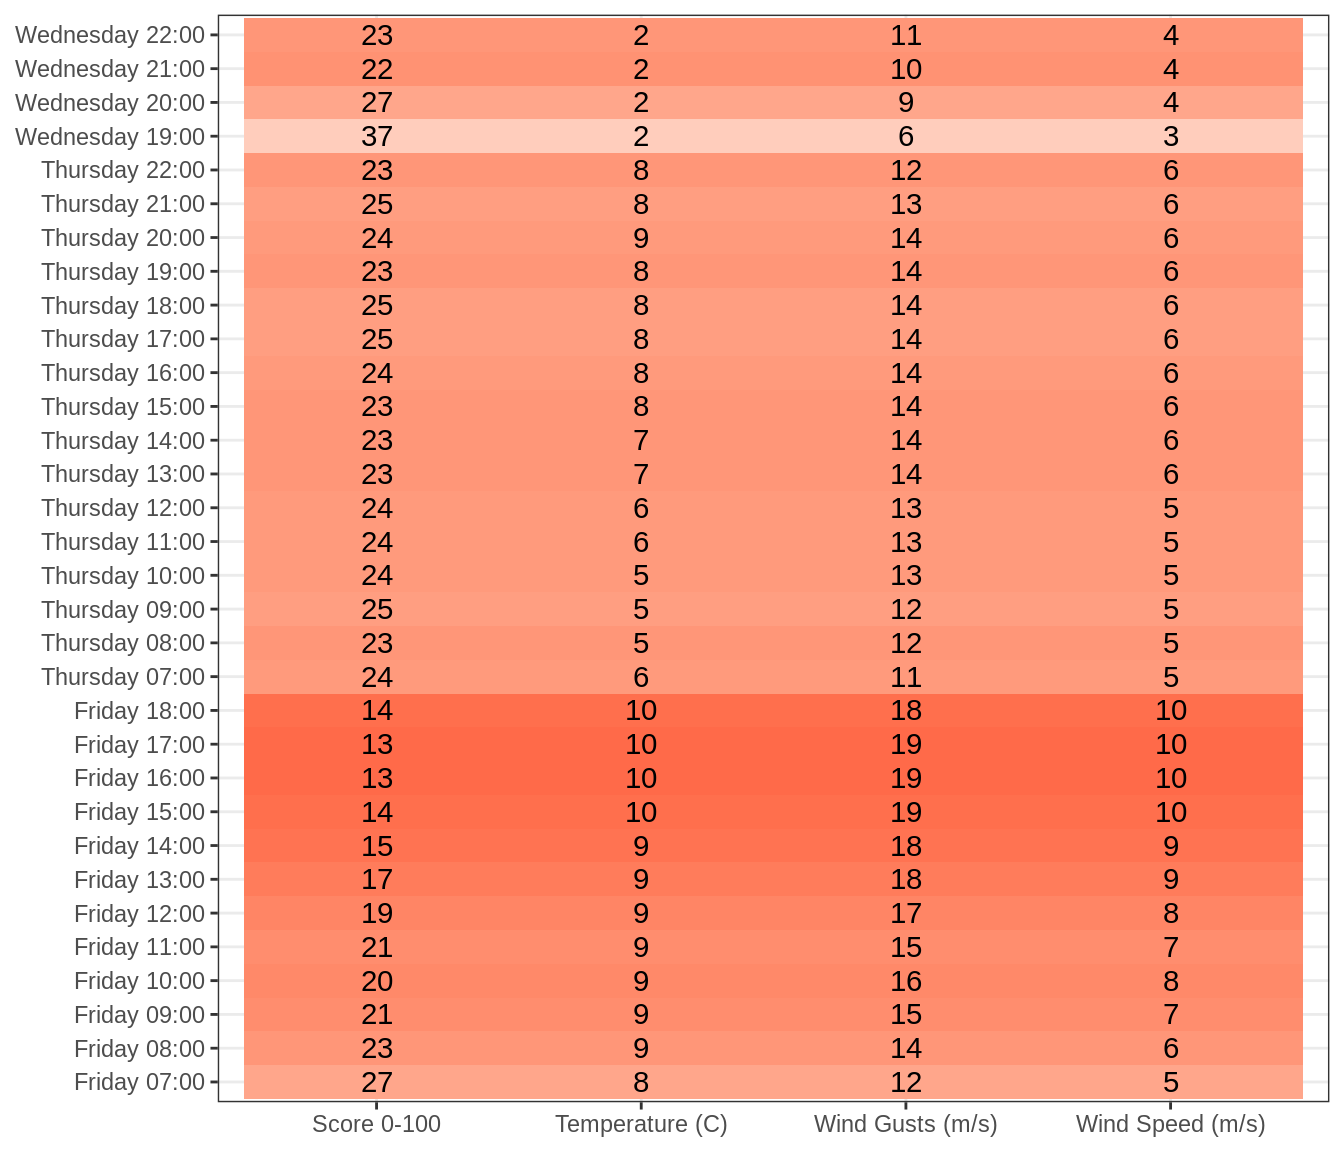 Wednesday 22:00 23 2 11 4
Wednesday 21:00 22 2 10 4
Wednesday 20:00 27 2 9 4
Wednesday 19:00 37 2 6 3
Thursday 22:00 23 8 12 6
Thursday 21:00 25 8 13 6
Thursday 20:00 24 9 14 6
Thursday 19:00 23 8 14 6
Thursday 18:00 25 8 14 6
Thursday 17:00 25 8 14 6
Thursday 16:00 24 8 14 6
Thursday 15:00 23 8 14 6
Thursday 14:00 23 7 14 6
Thursday 13:00 23 7 14 6
Thursday 12:00 24 6 13 5
Thursday 11:00 24 6 13 5
Thursday 10:00 24 5 13 5
Thursday 09:00 25 5 12 5
Thursday 08:00 23 5 12 5
Thursday 07:00 24 6 11 5
Friday 18:00 14 10 18 10
Friday 17:00 13 10 19 10
Friday 16:00 13 10 19 10
Friday 15:00 14 10 19 10
Friday 14:00 15 9 18 9
Friday 13:00 17 9 18 9
Friday 12:00 19 9 17 8
Friday 11:00 21 9 15 7
Friday 10:00 20 9 16 8
Friday 09:00 21 9 15 7
Friday 08:00 23 9 14 6
Friday 07:00 27 8 12 5
Score 0-100 Temperature (C) Wind Gusts (m/s) Wind Speed (m/s)